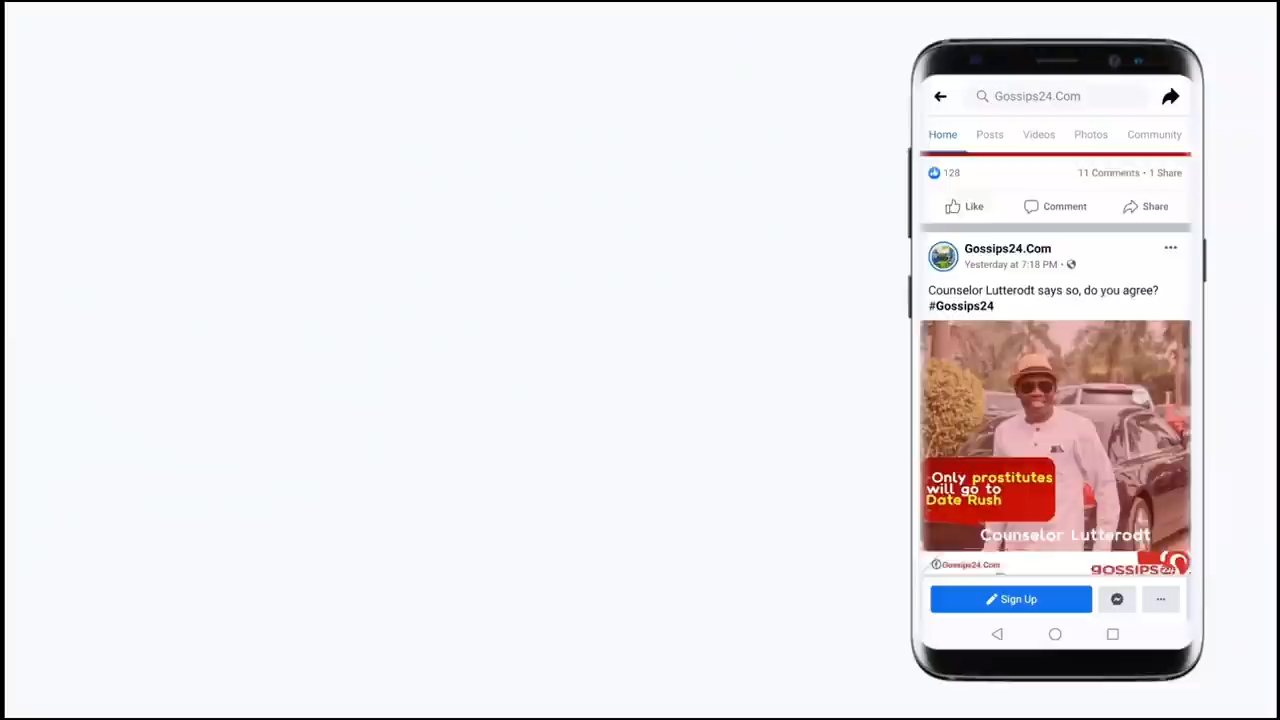 Gossips24.Com
Home Posts Videos Photos Community
128 11 Comments • 1 Share
Like Comment Share
Gossips24.Com
Yesterday at 7:18 PM •
Counselor Lutterodt says so, do you agree?
#Gossips24
Only prostitutes
will go to
Date Rush
Counselor Lutterodt
Gossips24.Com
gossips24
Sign Up